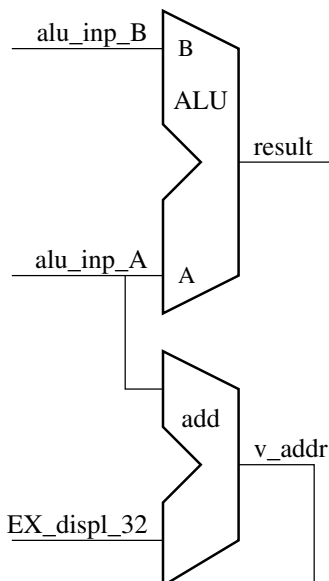 alu_inp_B
B
ALU
result
alu_inp_A
A
add
v_addr
EX_displ_32